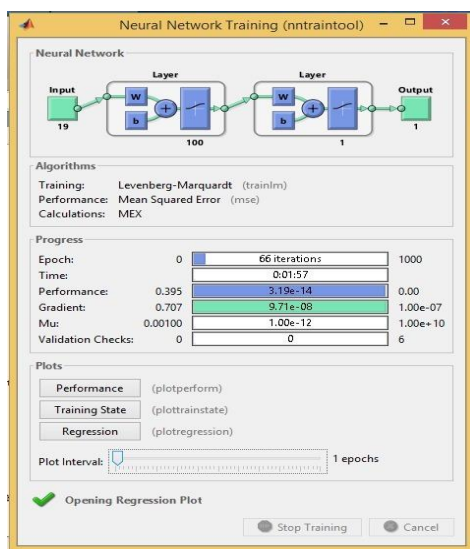 Neural Network Training (nntraintool)
Neural Network
Layer Layer
Input Output
W W
b b
19 1
100 1
Algorithms
Training: Levenberg-Marquardt (trainlm)
Performance: Mean Squared Error (mse)
Calculations: MEX
Progress
Epoch: 0 66 iterations 1000
Time: 0:01:57
Performance: 0.395 3.19e-14 0.00
Gradient: 0.707 9.71e-08 1.00e-07
Mu: 0.00100 1.00e-12 1.00e+10
Validation Checks: 0 0 6
Plots
Performance (plotperform)
Training State (plottrainstate)
Regression (plotregression)
Plot Interval: 1 epochs
Opening Regression Plot
Stop Training Cancel